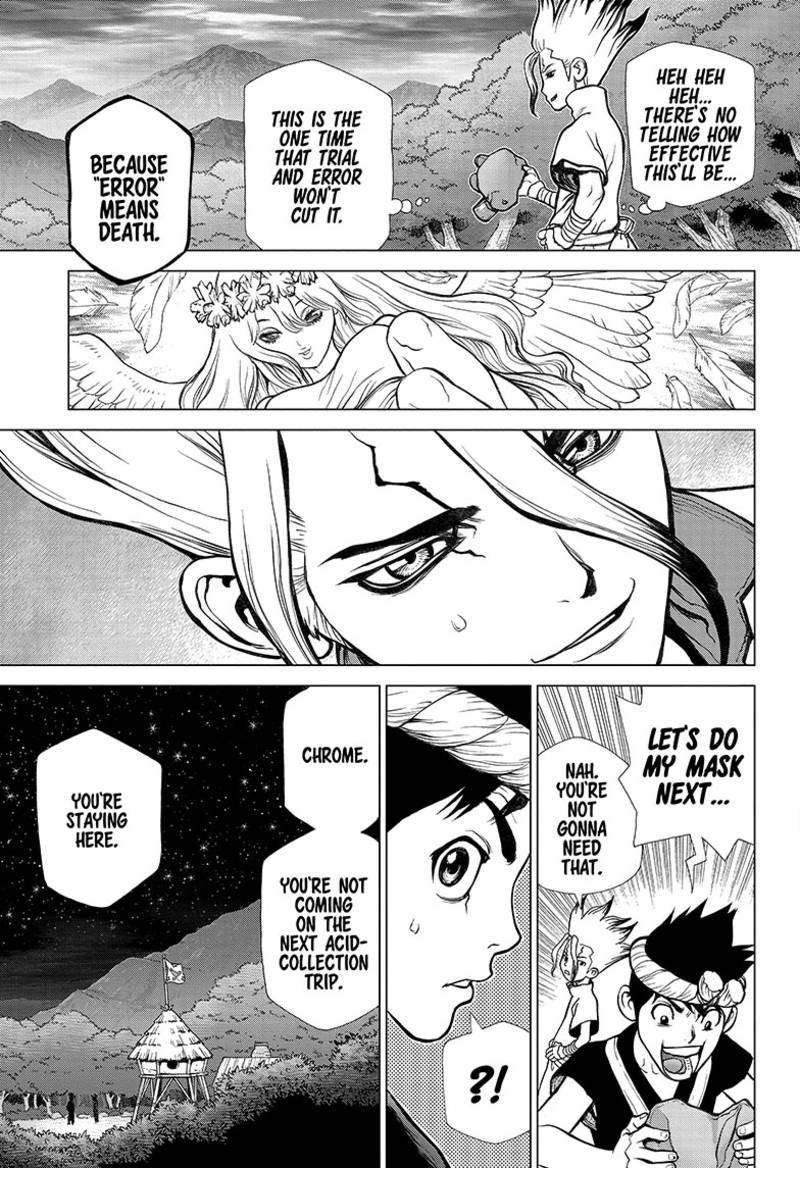 HEH HEH
HEH...
THERE'S NO
TELLING HOW
EFFECTIVE
THIS'LL BE...
THIS IS THE
ONE TIME
THAT TRIAL
AND ERROR
WON'T
CUT IT.
BECAUSE
"ERROR"
MEANS
DEATH.
LET'S DO
MY MASK
NEXT...
NAH.
YOU'RE
NOT
GONNA
NEED
THAT.
?!
CHROME.
YOU'RE NOT
COMING
ON THE
NEXT ACID-
COLLECTION
TRIP.
YOU'RE
STAYING
HERE.